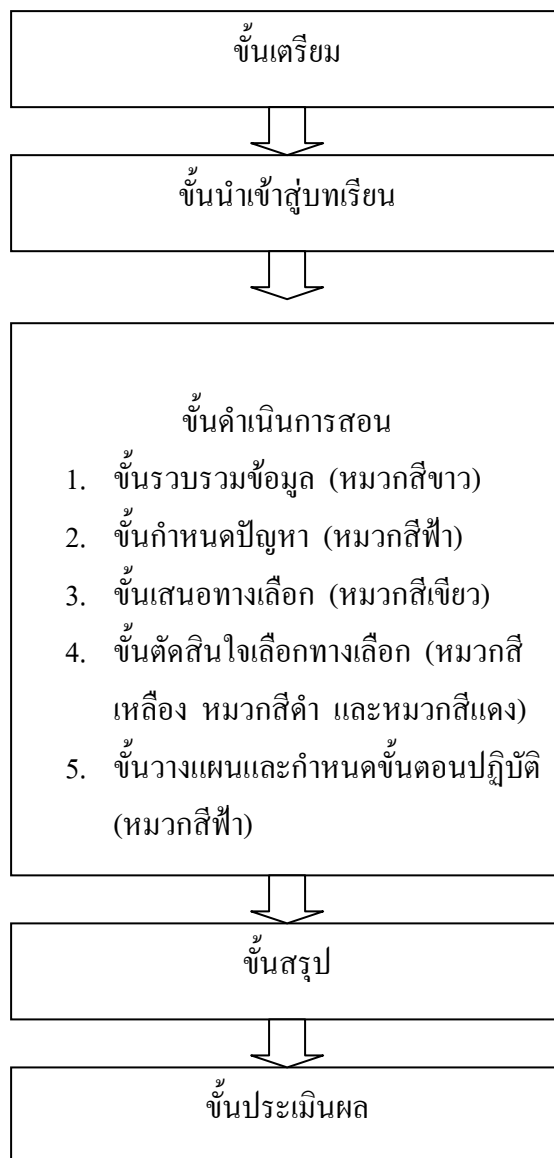 ขั้นเตรียม
ขั้นนำเข้าสู่บทเรียน
ขั้นดำเนินการสอน
1. ขั้นรวบรวมข้อมูล (หมวกสีขาว)
2. ขั้นกำหนดปัญหา (หมวกสีฟ้า)
3. ขั้นเสนอทางเลือก (หมวกสีเขียว)
4. ขั้นตัดสินใจเลือกทางเลือก (หมวกสี
เหลือง หมวกสีดำ และหมวกสีแดง)
5. ขั้นวางแผนและกำหนดขั้นตอนปฏิบัติ
(หมวกสีฟ้า)
ขั้นสรุป
ขั้นประเมินผล